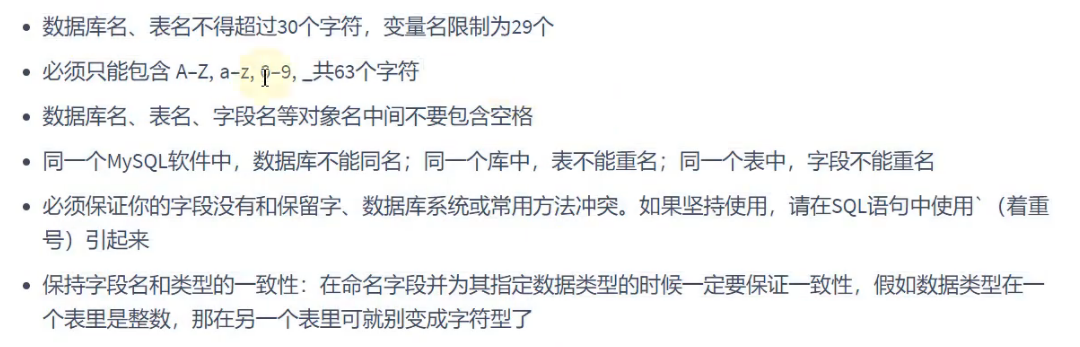 数据库名、表名不得超过30个字符，变量名限制为29个
必须只能包含 A–Z, a–z, 0–9, _共63个字符
数据库名、表名、字段名等对象名中间不要包含空格
同一个MySQL软件中，数据库不能同名；同一个库中，表不能重名；同一个表中，字段不能重名
必须保证你的字段没有和保留字、数据库系统或常用方法冲突。如果坚持使用，请在SQL语句中使用`（着重
号）引起来
保持字段名和类型的一致性：在命名字段并为其指定数据类型的时候一定要保证一致性，假如数据类型在一
个表里是整数，那在另一个表里可就别变成字符型了